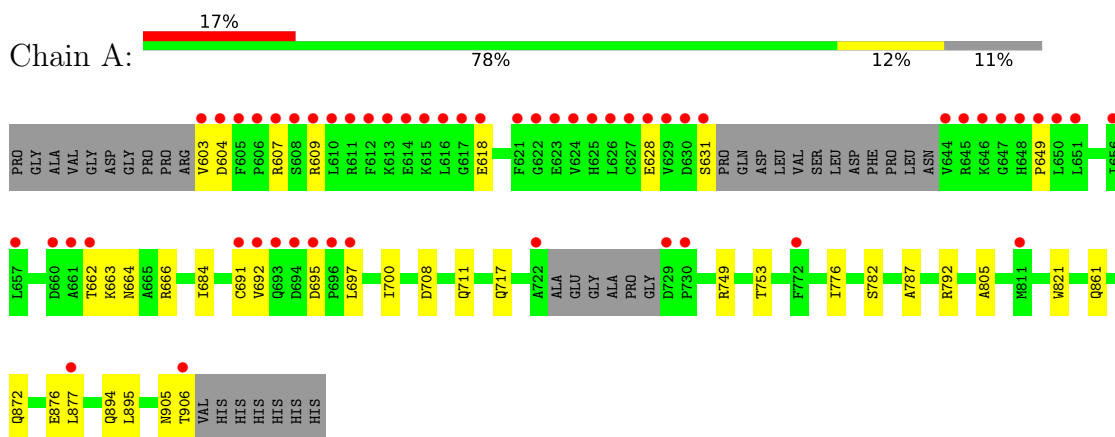 17%
Chain A:
78% 12% 11%
PRO GLY ALA VAL GLY ASP GLY PRO PRO ARG V603 D604 F605 P606 R607 S608 R609 L610 R611 F612 K613 E614 K615 L616 G617 E618 F621 G622 E623 V624 H625 L626 C627 E628 V629 D630 S631 PRO GLN ASP LEU VAL SER LEU ASP PHE PRO LEU ASN V644 R645 K646 G647 H648 P649 L650 L651 I656
L657 D660 A661 T662 K663 N664 A665 R666 I684 C691 V692 Q693 D694 D695 P696 L697 I700 D708 Q711 Q717 A722 ALA GLU GLY ALA PRO GLY D729 P730 R749 T753 F772 I776 S782 A787 R792 A805 M811 W821 Q861
Q872 E876 L877 Q894 L895 N905 T906 VAL HIS HIS HIS HIS HIS HIS